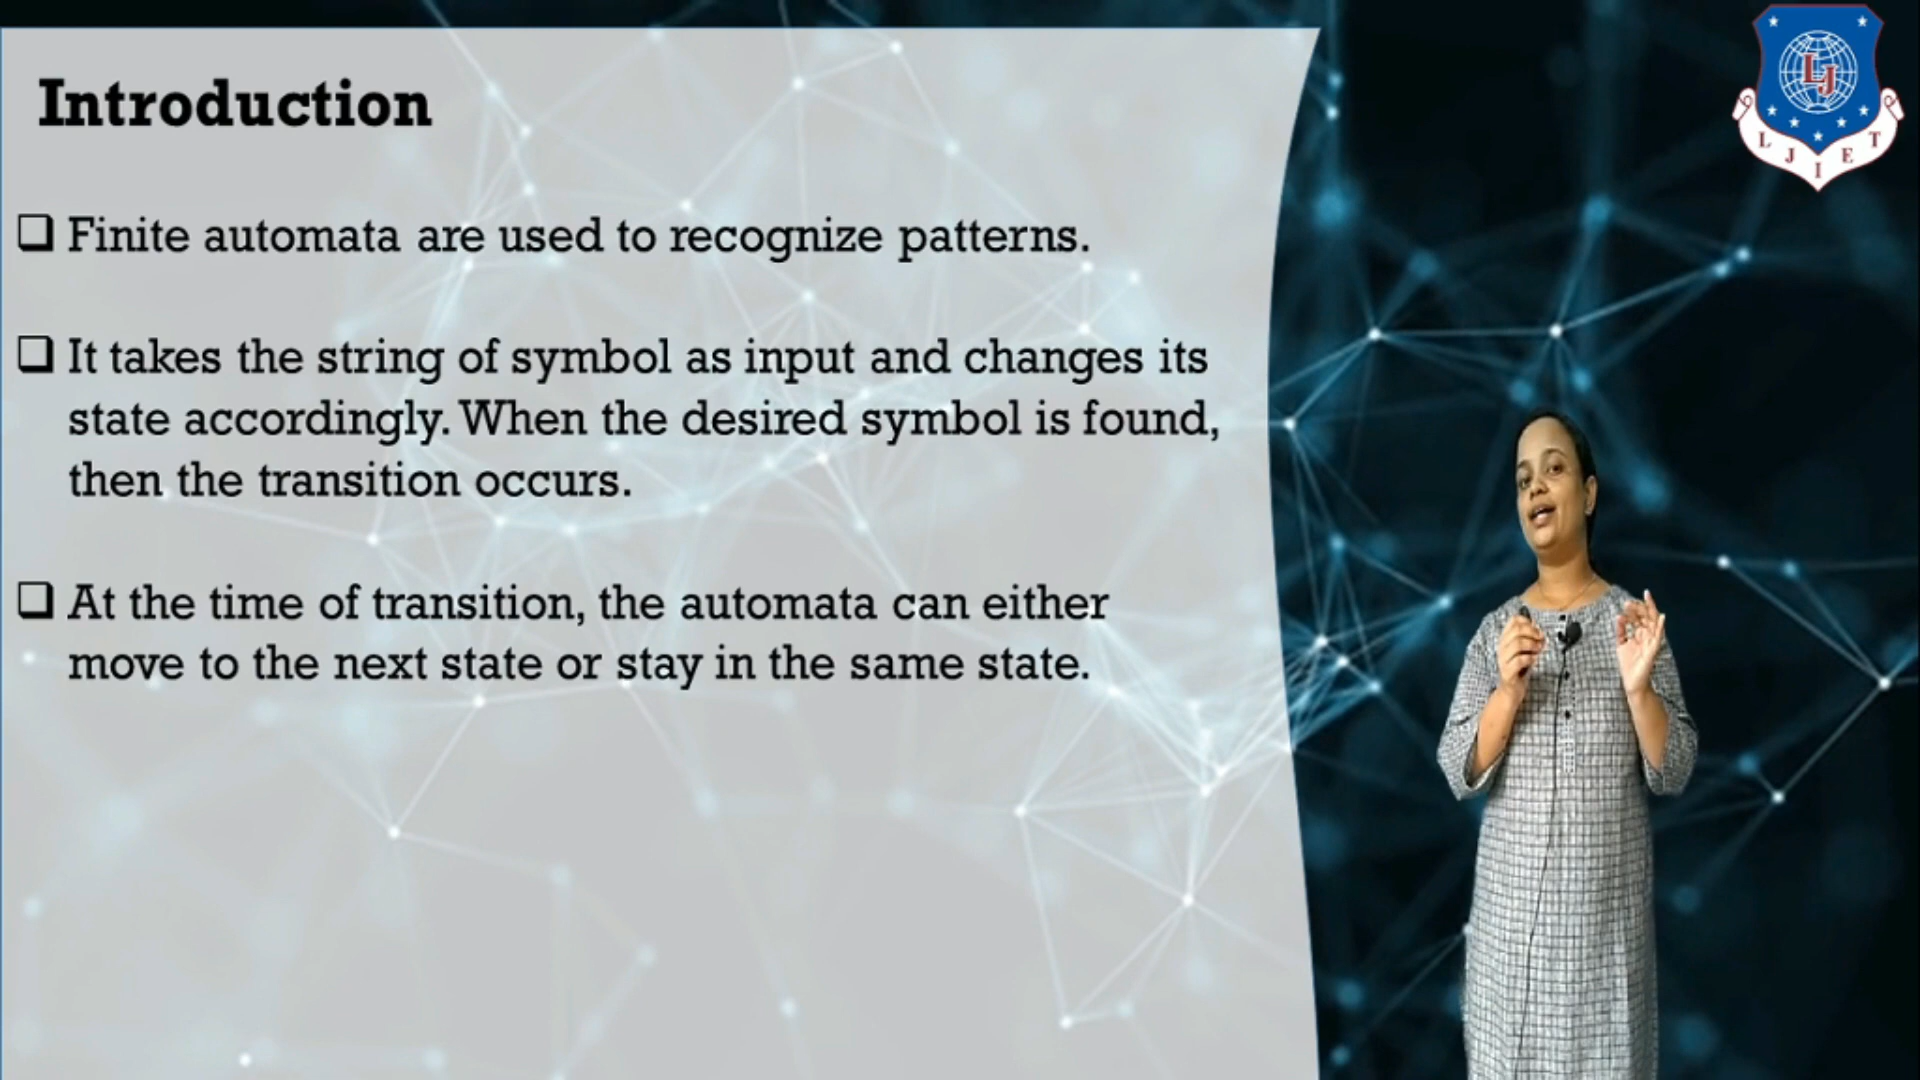 Introduction
Finite automata are used to recognize patterns.
It takes the string of symbol as input and changes its
state accordingly. When the desired symbol is found,
then the transition occurs.
At the time of transition, the automata can either
move to the next state or stay in the same state.
LJ
L J I E T